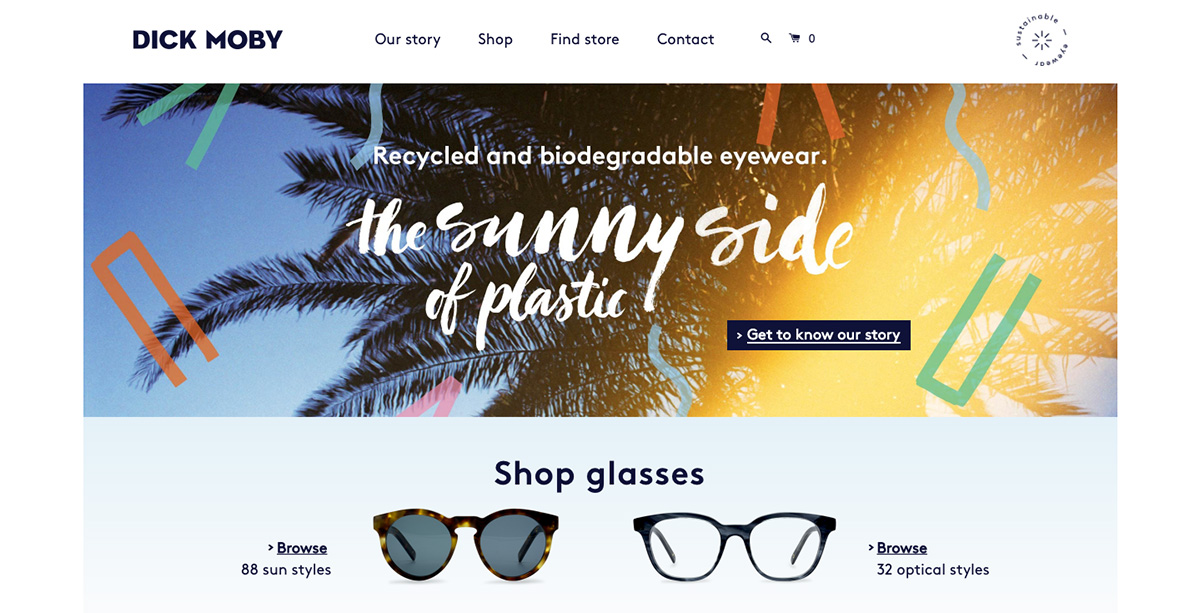 DICK MOBY
Our story
Shop
Find store
Contact
0
sustainable — eyewear —
Recycled and biodegradable eyewear.
the sunny side
of plastic
> Get to know our story
Shop glasses
> Browse
88 sun styles
> Browse
32 optical styles